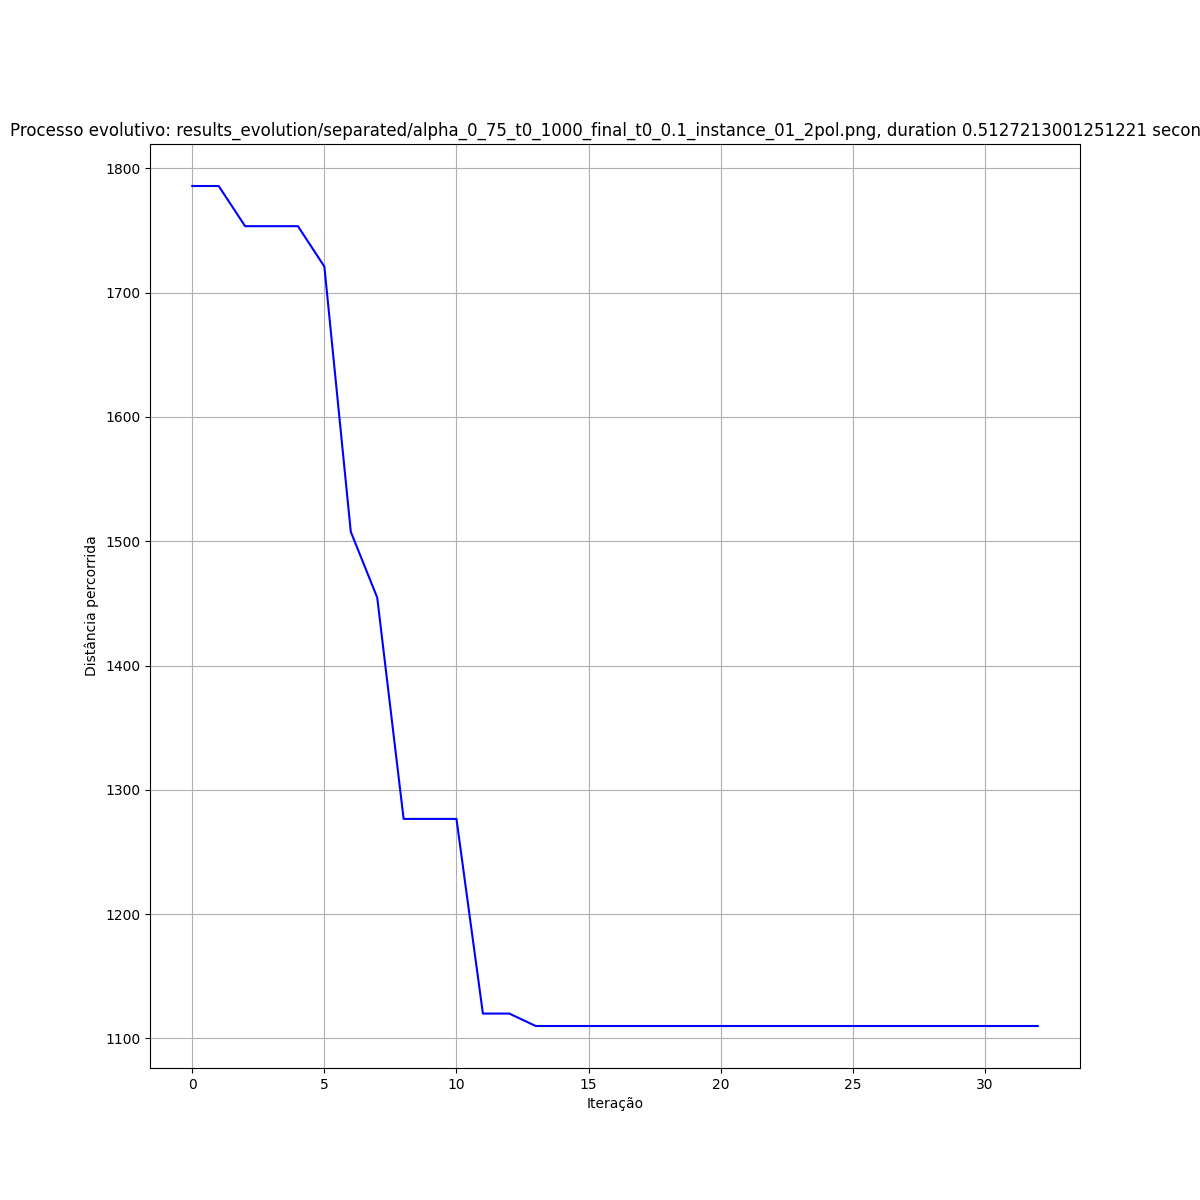 Processo evolutivo: results_evolution/separated/alpha_0_75_t0_1000_final_t0_0.1_instance_01_2pol.png, duration 0.5127213001251221 secon
1800
1700
1600
1500
1400
1300
1200
1100
Distância percorrida
0 5 10 15 20 25 30
Iteração